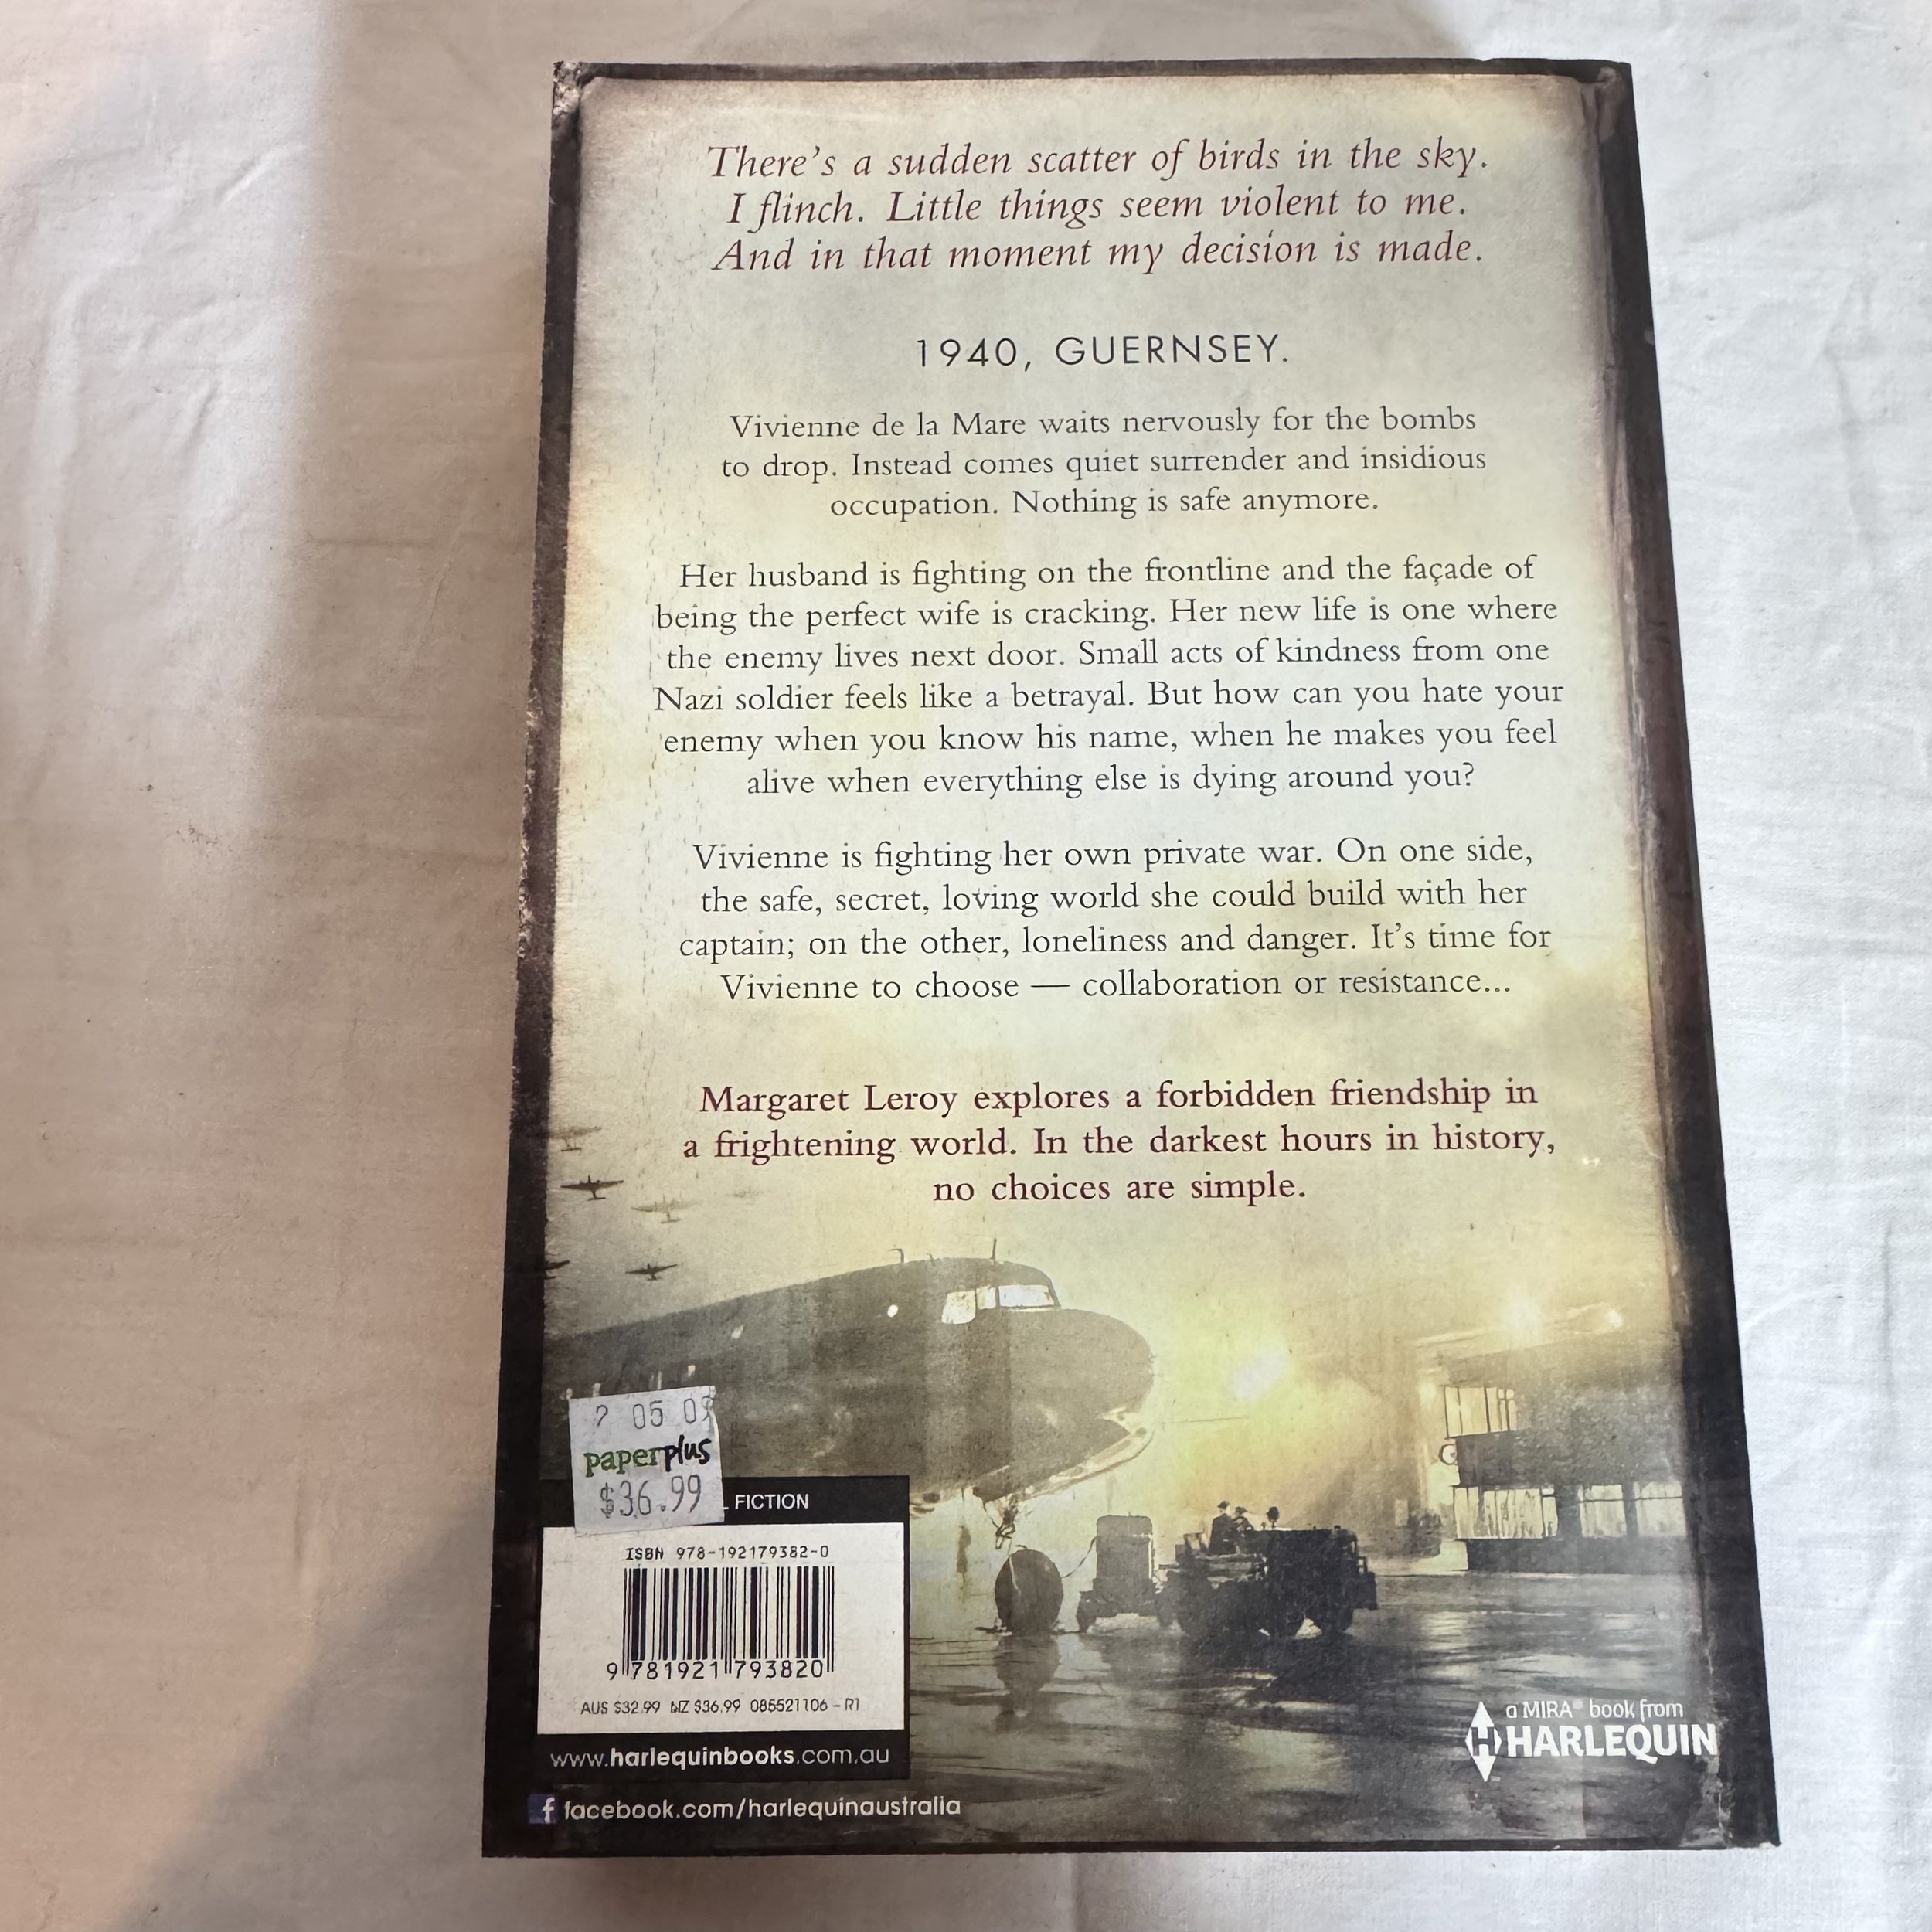 There's a sudden scatter of birds in the sky.
I flinch. Little things seem violent to me.
And in that moment my decision is made.
1940, GUERNSEY.
Vivienne de la Mare waits nervously for the bombs
to drop. Instead comes quiet surrender and insidious
occupation. Nothing is safe anymore.
Her husband is fighting on the frontline and the façade of
being the perfect wife is cracking. Her new life is one where
the enemy lives next door. Small acts of kindness from one
Nazi soldier feels like a betrayal. But how can you hate your
enemy when you know his name, when he makes you feel
alive when everything else is dying around you?
Vivienne is fighting her own private war. On one side,
the safe, secret, loving world she could build with her
captain; on the other, loneliness and danger. It's time for
Vivienne to choose — collaboration or resistance...
Margaret Leroy explores a forbidden friendship in
a frightening world. In the darkest hours in history,
no choices are simple.
05
paperplus
$36.99
FICTION
ISBN 978-192179382-0
9 781921 793820
AUS $32.99 NZ $36.99 085521106 – R1
www.harlequinbooks.com.au
f facebook.com/harlequinaustralia
a MIRA® book from
H HARLEQUIN